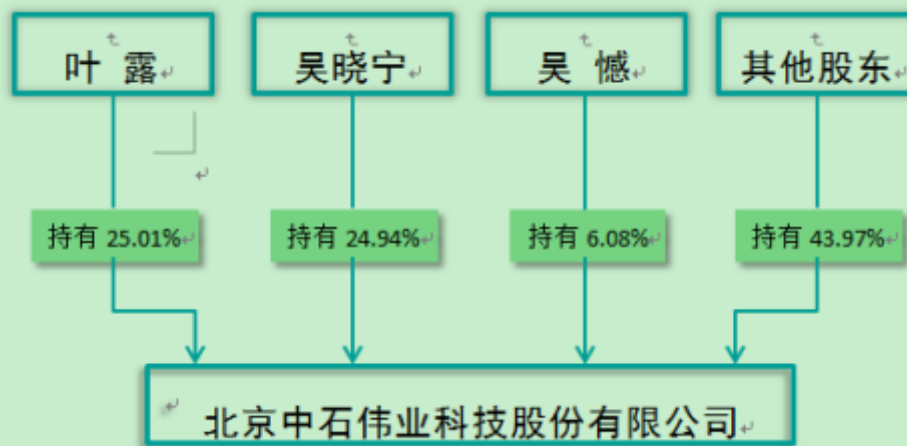 叶 露
吴晓宁
吴 憾
其他股东
持有 25.01%
持有 24.94%
持有 6.08%
持有 43.97%
北京中石伟业科技股份有限公司